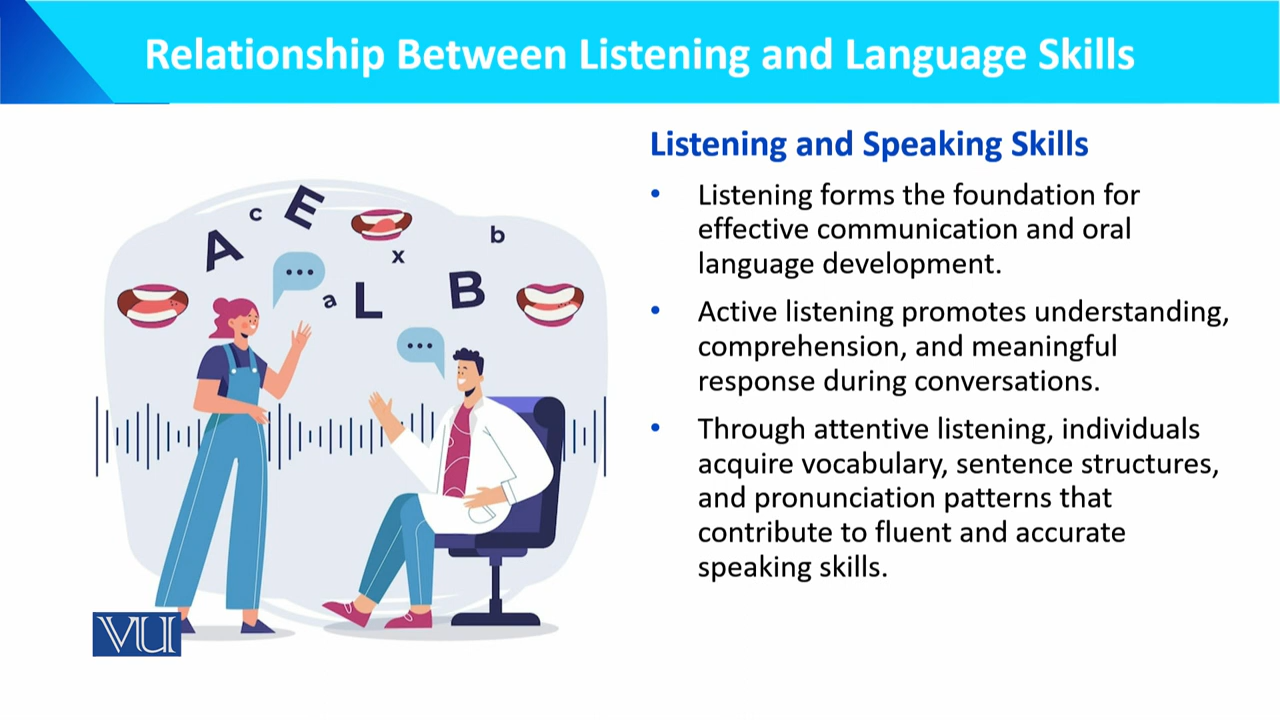 Relationship Between Listening and Language Skills
Listening and Speaking Skills
• Listening forms the foundation for
effective communication and oral
language development.
• Active listening promotes understanding,
comprehension, and meaningful
response during conversations.
• Through attentive listening, individuals
acquire vocabulary, sentence structures,
and pronunciation patterns that
contribute to fluent and accurate
speaking skills.
A
c
E
x
b
a
L
B
VU